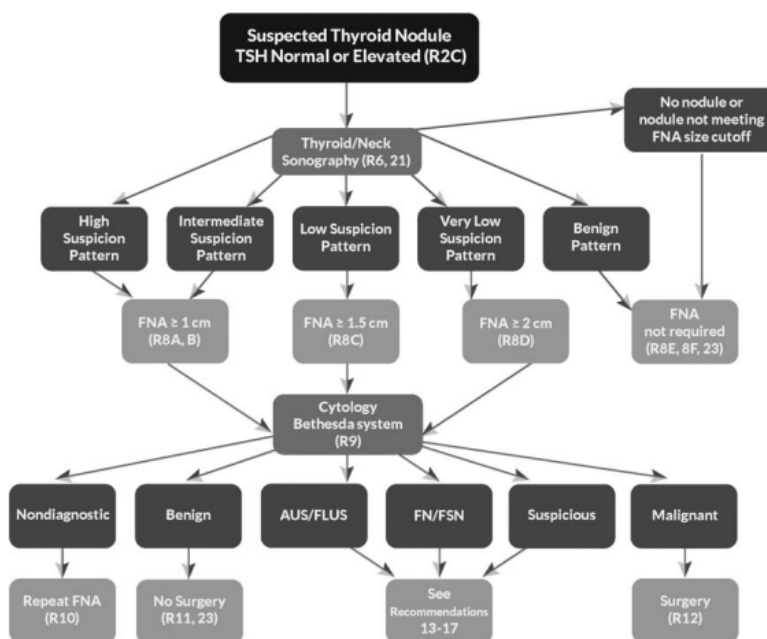 Suspected Thyroid Nodule
TSH Normal or Elevated (R2C)
No nodule or
nodule not meeting
FNA size cutoff
Thyroid/Neck
Sonography (R6, 21)
High
Suspicion
Pattern
Intermediate
Suspicion
Pattern
Low Suspicion
Pattern
Very Low
Suspicion
Pattern
Benign
Pattern
FNA ≥ 1 cm
(R8A, B)
FNA ≥ 1.5 cm
(R8C)
FNA ≥ 2 cm
(R8D)
FNA
not required
(R8E, 8F, 23)
Cytology
Bethesda system
(R9)
Nondiagnostic
Benign
AUS/FLUS
FN/FSN
Suspicious
Malignant
Repeat FNA
(R10)
No Surgery
(R11, 23)
See
Recommendations
13-17
Surgery
(R12)